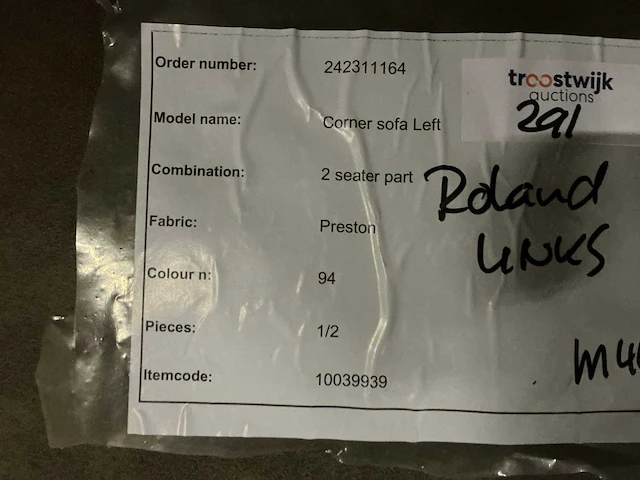 Order number: 242311164
troostwijk
auctions
291
Model name: Corner sofa Left
Combination: 2 seater part
Roland
Fabric: Preston
LINKS
Colour n: 94
Pieces: 1/2
Itemcode: 10039939